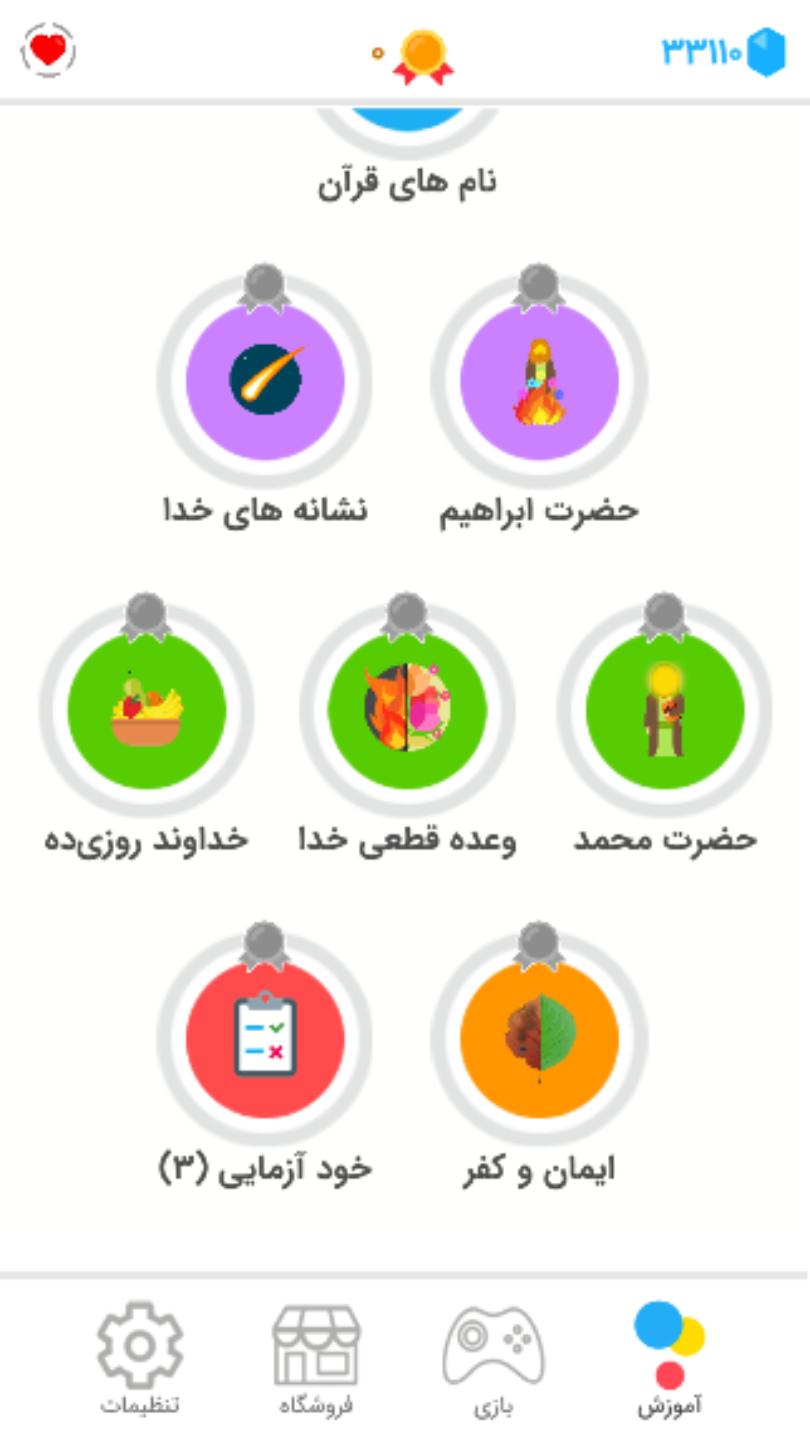 ۳۳۱۱۰
۰
نام های قرآن
حضرت ابراهیم
نشانه های خدا
حضرت محمد
وعده قطعی خدا
خداوند روزی‌ده
ایمان و کفر
خود آزمایی (۳)
آموزش
بازی
فروشگاه
تنظیمات